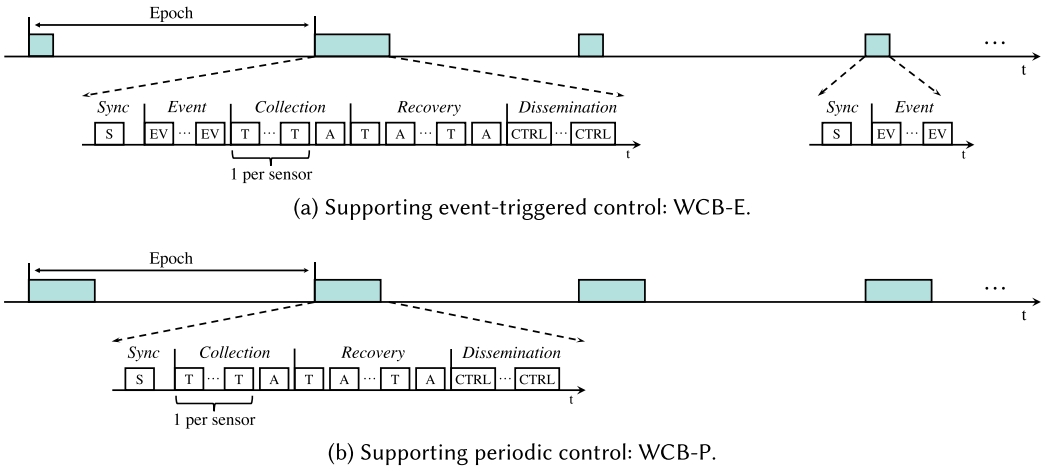 Epoch
...
t
Sync Event Collection Recovery Dissemination
S EV ... EV T ... T A T A ... T A CTRL ... CTRL
t
1 per sensor
Sync Event
S EV ... EV
t
(a) Supporting event-triggered control: WCB-E.
Epoch
...
t
Sync Collection Recovery Dissemination
S T ... T A T A ... T A CTRL ... CTRL
t
1 per sensor
(b) Supporting periodic control: WCB-P.